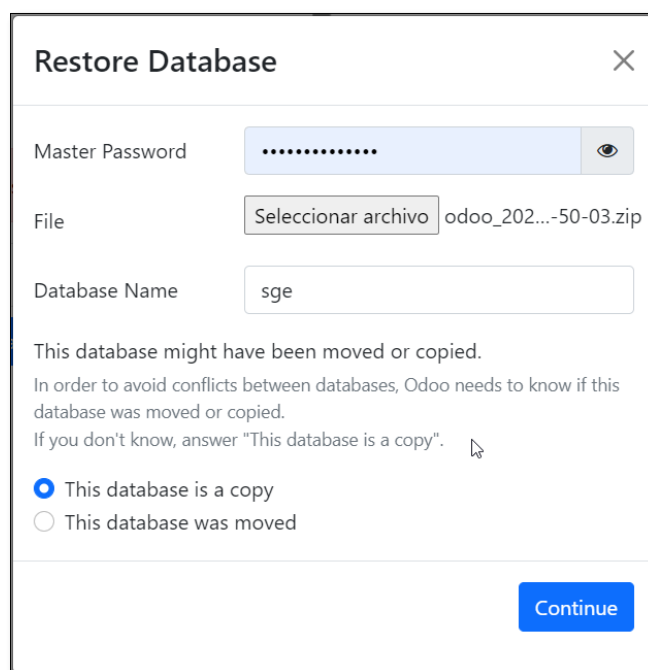 Restore Database
Master Password ••••••••••••••
File Seleccionar archivo odoo_202...-50-03.zip
Database Name sge
This database might have been moved or copied.
In order to avoid conflicts between databases, Odoo needs to know if this
database was moved or copied.
If you don't know, answer "This database is a copy".
This database is a copy
This database was moved
Continue